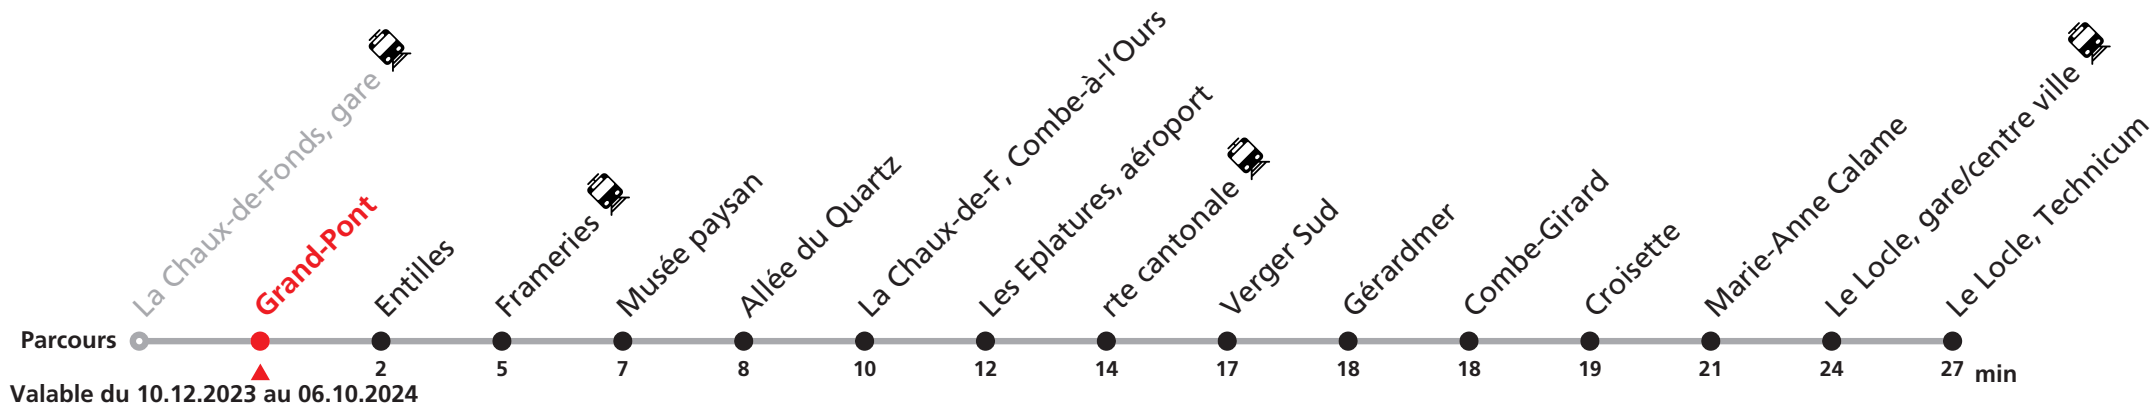 La Chaux-de-Fonds, gare
Grand-Pont
Entilles
Frameries
Musée paysan
Allée du Quartz
La Chaux-de-F, Combe-à-l'Ours
Les Eplatures, aéroport
rte cantonale
Verger Sud
Gérardmer
Combe-Girard
Croisette
Marie-Anne Calame
Le Locle, gare/centre ville
Le Locle, Technicum
Parcours
2 5 7 8 10 12 14 17 18 18 19 21 24 27 min
Valable du 10.12.2023 au 06.10.2024